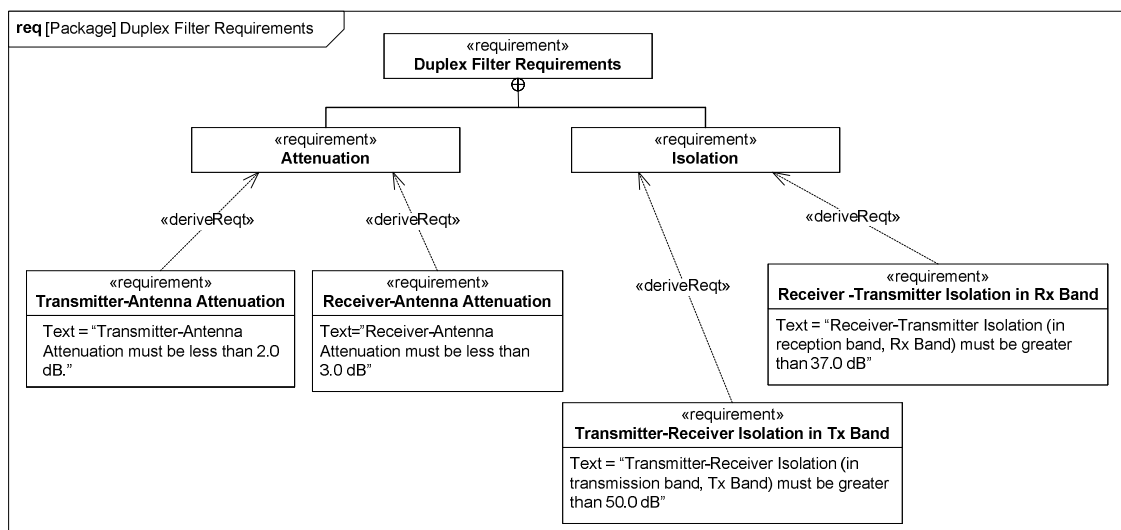 req [Package] Duplex Filter Requirements
«requirement»
Duplex Filter Requirements
«requirement»
Attenuation
«requirement»
Isolation
«deriveReqt»
«deriveReqt»
«deriveReqt»
«deriveReqt»
«requirement»
Transmitter-Antenna Attenuation
Text = “Transmitter-Antenna
Attenuation must be less than 2.0
dB.”
«requirement»
Receiver-Antenna Attenuation
Text=”Receiver-Antenna
Attenuation must be less than
3.0 dB”
«requirement»
Receiver -Transmitter Isolation in Rx Band
Text = “Receiver-Transmitter Isolation (in
reception band, Rx Band) must be greater
than 37.0 dB”
«requirement»
Transmitter-Receiver Isolation in Tx Band
Text = “Transmitter-Receiver Isolation (in
transmission band, Tx Band) must be greater
than 50.0 dB”